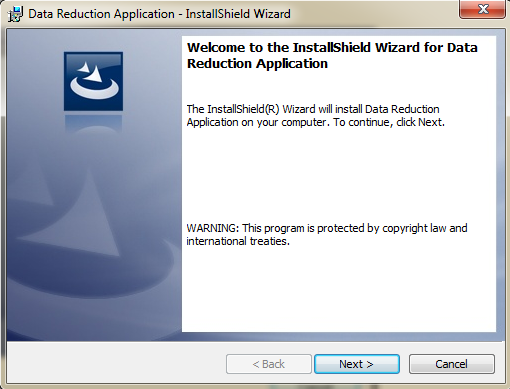 Data Reduction Application - InstallShield Wizard
Welcome to the InstallShield Wizard for Data
Reduction Application
The InstallShield(R) Wizard will install Data Reduction
Application on your computer. To continue, click Next.
WARNING: This program is protected by copyright law and
international treaties.
< Back
Next >
Cancel